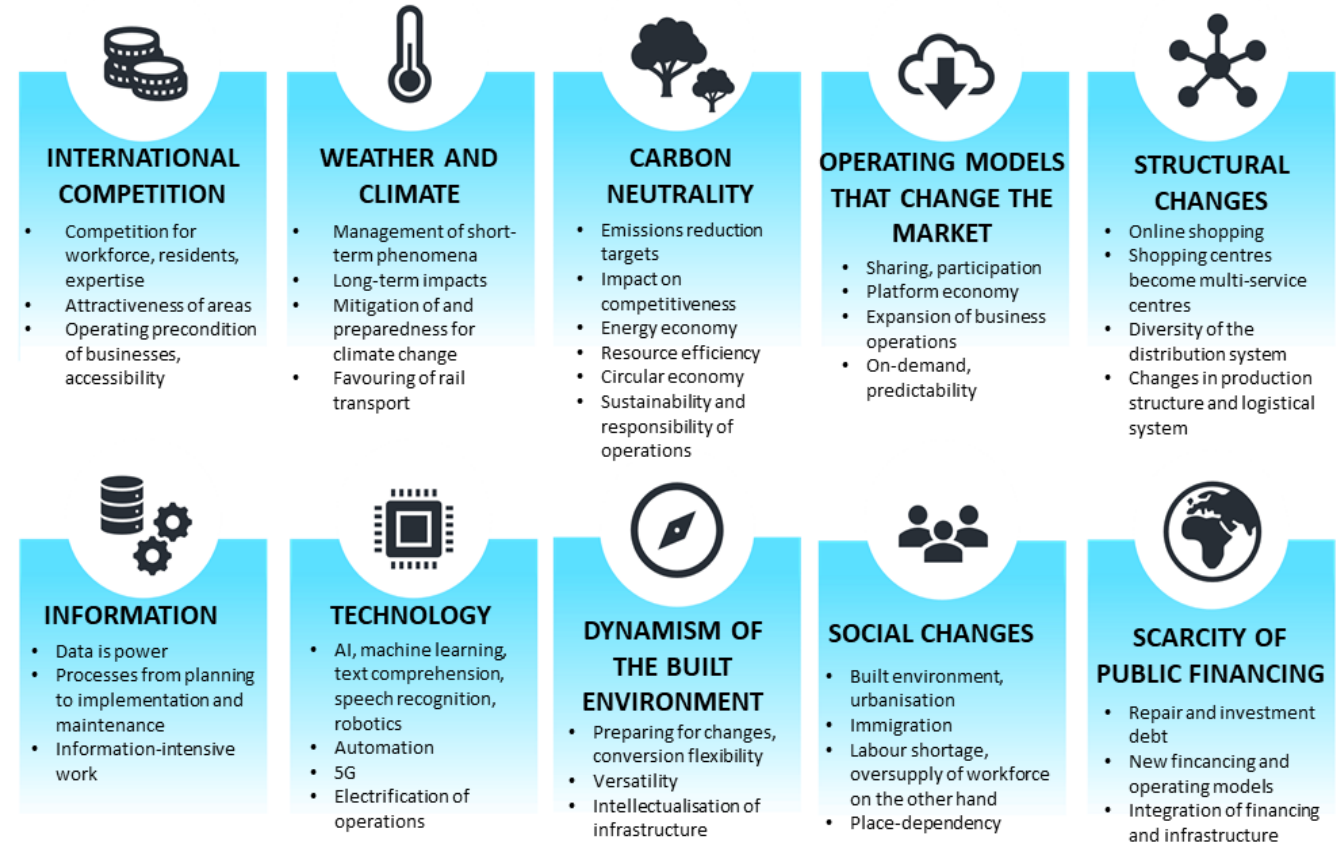 INTERNATIONAL
COMPETITION
• Competition for
workforce, residents,
expertise
• Attractiveness of areas
• Operating precondition
of businesses,
accessibility
WEATHER AND
CLIMATE
• Management of short-
term phenomena
• Long-term impacts
• Mitigation of and
preparedness for
climate change
• Favouring of rail
transport
CARBON
NEUTRALITY
• Emissions reduction
targets
• Impact on
competitiveness
• Energy economy
• Resource efficiency
• Circular economy
• Sustainability and
responsibility of
operations
OPERATING MODELS
THAT CHANGE THE
MARKET
• Sharing, participation
• Platform economy
• Expansion of business
operations
• On-demand,
predictability
STRUCTURAL
CHANGES
• Online shopping
• Shopping centres
become multi-service
centres
• Diversity of the
distribution system
• Changes in production
structure and logistical
system
INFORMATION
• Data is power
• Processes from planning
to implementation and
maintenance
• Information-intensive
work
TECHNOLOGY
• AI, machine learning,
text comprehension,
speech recognition,
robotics
• Automation
• 5G
• Electrification of
operations
DYNAMISM OF
THE BUILT
ENVIRONMENT
• Preparing for changes,
conversion flexibility
• Versatility
• Intellectualisation of
infrastructure
SOCIAL CHANGES
• Built environment,
urbanisation
• Immigration
• Labour shortage,
oversupply of workforce
on the other hand
• Place-dependency
SCARCITY OF
PUBLIC FINANCING
• Repair and investment
debt
• New fincancing and
operating models
• Integration of financing
and infrastructure